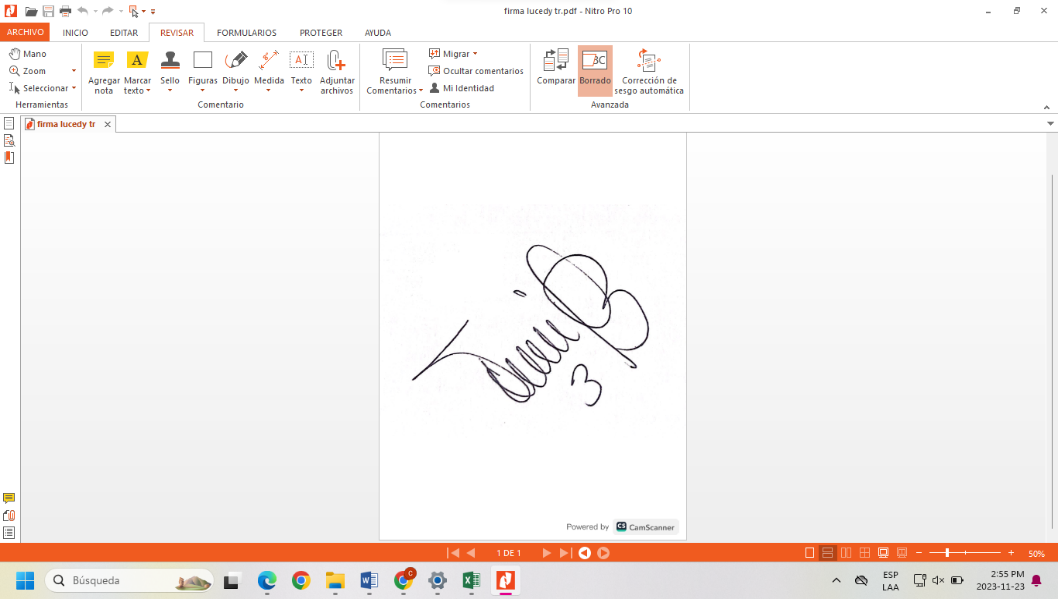 firma lucedy tr.pdf - Nitro Pro 10
ARCHIVO INICIO EDITAR REVISAR FORMULARIOS PROTEGER AYUDA
Mano
Zoom
Seleccionar
Herramientas
Agregar nota
Marcar texto
Sello
Figuras
Dibujo
Medida
Texto
Adjuntar archivos
Comentario
Resumir Comentarios
Migrar
Ocultar comentarios
Mi Identidad
Comentarios
Comparar
Borrado
Corrección de sesgo automática
Avanzada
firma lucedy tr
3
Powered by CS CamScanner
1 DE 1
50%
Búsqueda
ESP
LAA
2:55 PM
2023-11-23